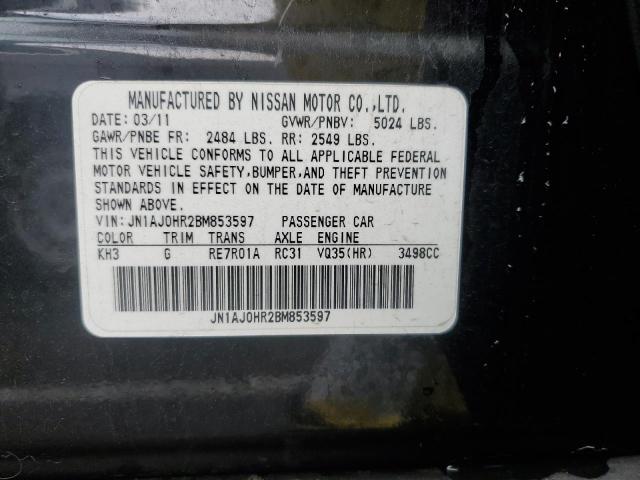 MANUFACTURED BY NISSAN MOTOR CO.,LTD.
DATE: 03/11 GVWR/PNBV: 5024 LBS.
GAWR/PNBE FR: 2484 LBS. RR: 2549 LBS.
THIS VEHICLE CONFORMS TO ALL APPLICABLE FEDERAL
MOTOR VEHICLE SAFETY,BUMPER,AND THEFT PREVENTION
STANDARDS IN EFFECT ON THE DATE OF MANUFACTURE
SHOWN ABOVE.
VIN: JN1AJ0HR2BM853597 PASSENGER CAR
COLOR TRIM TRANS AXLE ENGINE
KH3 G RE7R01A RC31 VQ35(HR) 3498CC
JN1AJ0HR2BM853597